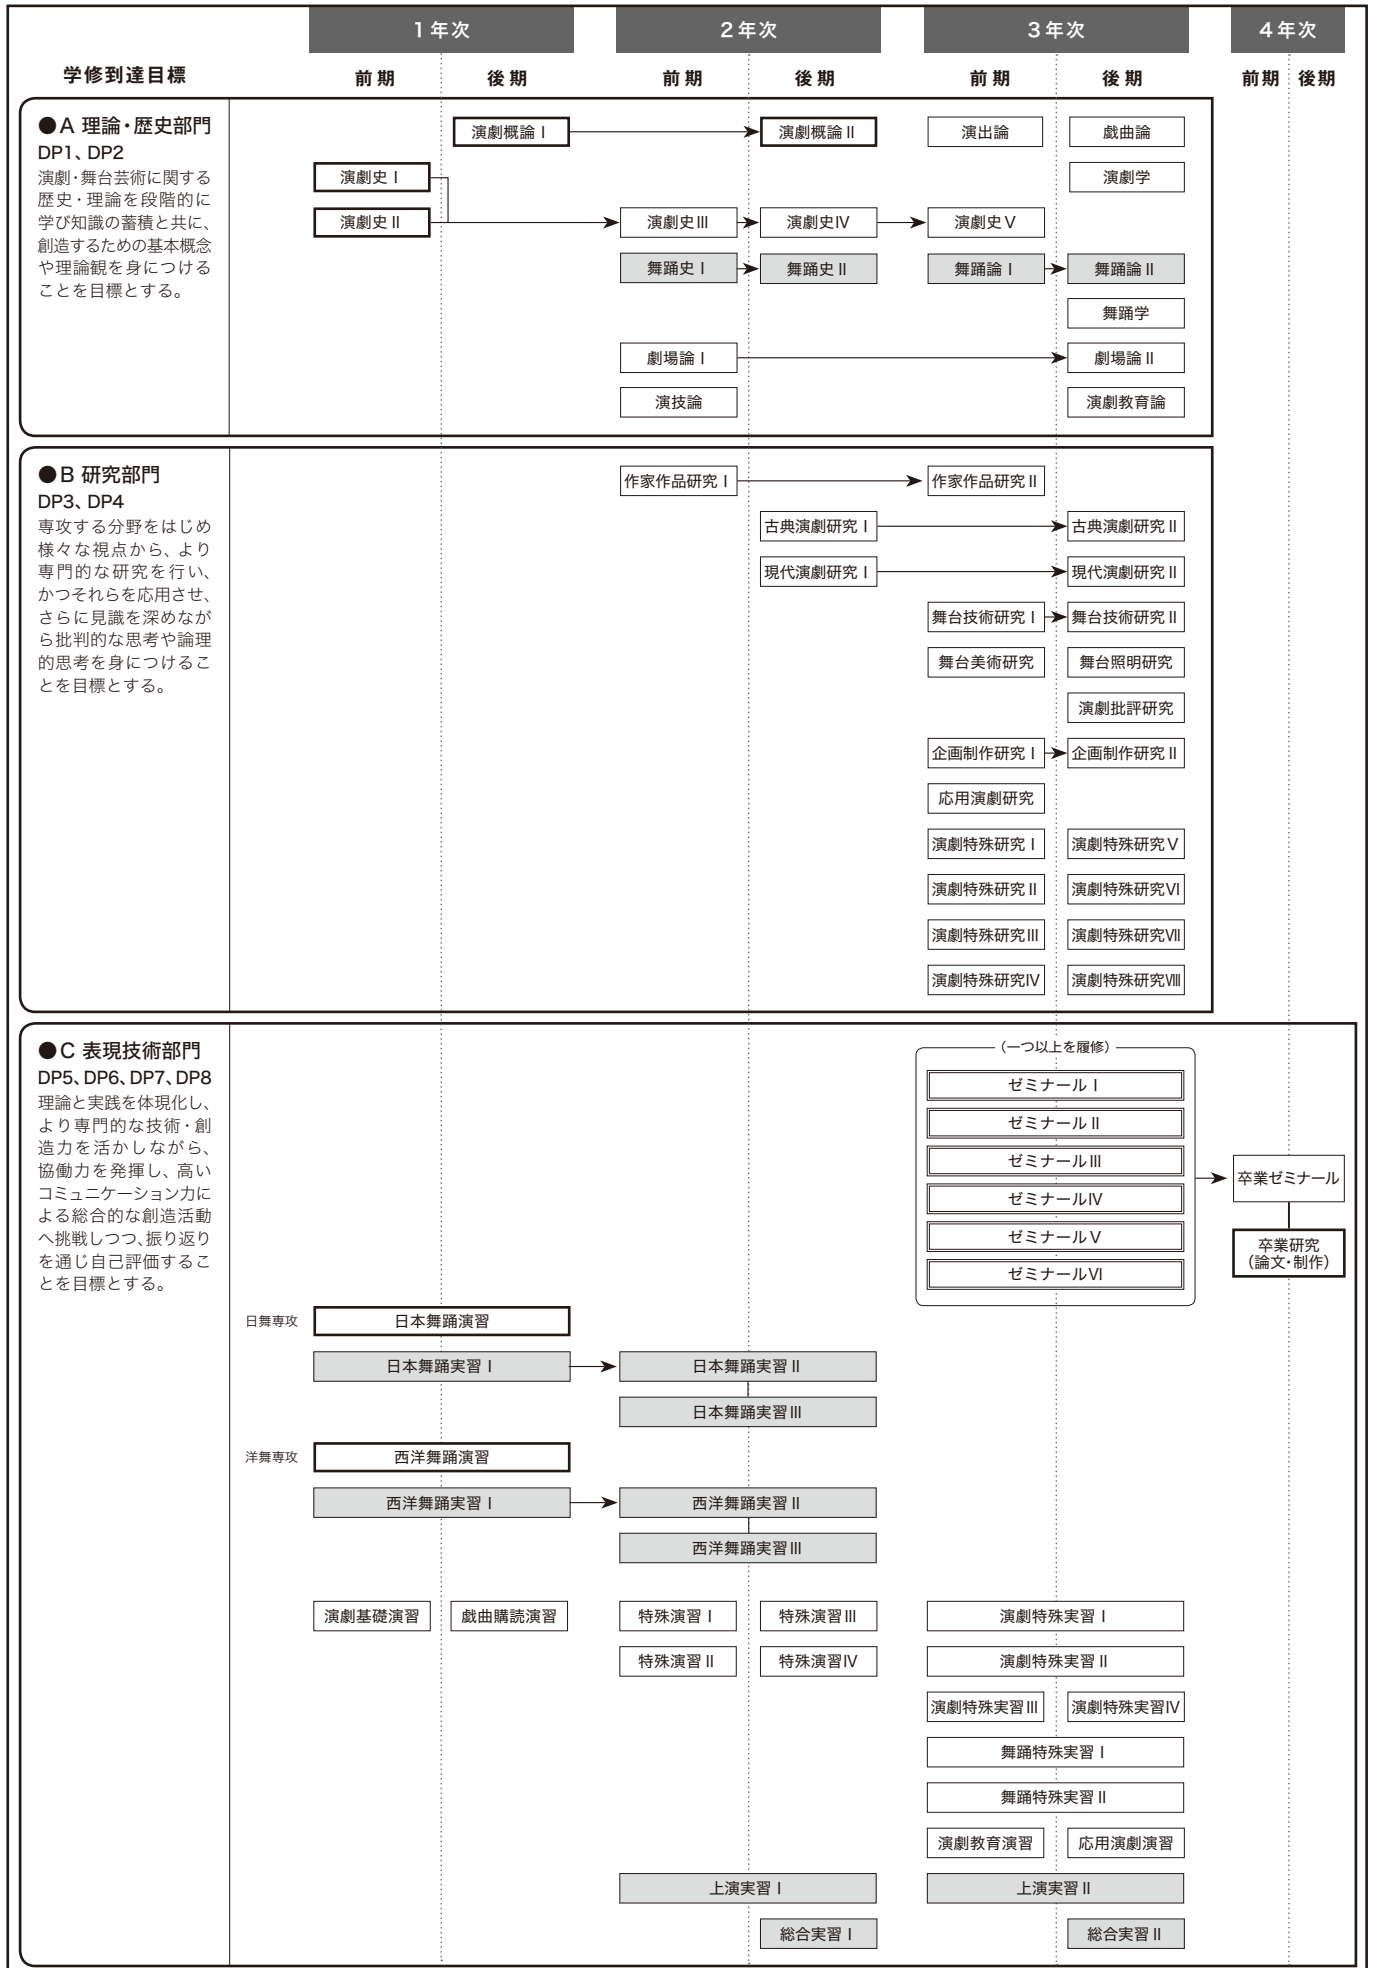 1年次
2年次
3年次
4年次
学修到達目標
前期
後期
前期
後期
前期
後期
前期
後期
●A 理論・歴史部門
DP1、DP2
演劇・舞台芸術に関する
歴史・理論を段階的に
学び知識の蓄積と共に、
創造するための基本概念
や理論観を身につける
ことを目標とする。
演劇概論Ⅰ
演劇概論Ⅱ
演出論
戯曲論
演劇史Ⅰ
演劇学
演劇史Ⅱ
演劇史Ⅲ
演劇史Ⅳ
演劇史Ⅴ
舞踊史Ⅰ
舞踊史Ⅱ
舞踊論Ⅰ
舞踊論Ⅱ
舞踊学
劇場論Ⅰ
劇場論Ⅱ
演技論
演劇教育論
●B 研究部門
DP3、DP4
専攻する分野をはじめ
様々な視点から、より
専門的な研究を行い、
かつそれらを応用させ、
さらに見識を深めなが
ら批判的な思考や論理
的思考を身につけるこ
とを目標とする。
作家作品研究Ⅰ
作家作品研究Ⅱ
古典演劇研究Ⅰ
古典演劇研究Ⅱ
現代演劇研究Ⅰ
現代演劇研究Ⅱ
舞台技術研究Ⅰ
舞台技術研究Ⅱ
舞台美術研究
舞台照明研究
演劇批評研究
企画制作研究Ⅰ
企画制作研究Ⅱ
応用演劇研究
演劇特殊研究Ⅰ
演劇特殊研究Ⅴ
演劇特殊研究Ⅱ
演劇特殊研究Ⅵ
演劇特殊研究Ⅲ
演劇特殊研究Ⅶ
演劇特殊研究Ⅳ
演劇特殊研究Ⅷ
●C 表現技術部門
DP5、DP6、DP7、DP8
理論と実践を体現化し、
より専門的な技術・創
造力を活かしながら、
協働力を発揮し、高い
コミュニケーション力に
よる総合的な創造活動
へ挑戦しつつ、振り返り
を通じ自己評価するこ
とを目標とする。
(一つ以上を履修)
ゼミナールⅠ
ゼミナールⅡ
ゼミナールⅢ
ゼミナールⅣ
ゼミナールⅤ
ゼミナールⅥ
卒業ゼミナール
卒業研究
(論文・制作)
日舞専攻
日本舞踊演習
日本舞踊実習Ⅰ
日本舞踊実習Ⅱ
日本舞踊実習Ⅲ
洋舞専攻
西洋舞踊演習
西洋舞踊実習Ⅰ
西洋舞踊実習Ⅱ
西洋舞踊実習Ⅲ
演劇基礎演習
戯曲購読演習
特殊演習Ⅰ
特殊演習Ⅲ
演劇特殊実習Ⅰ
特殊演習Ⅱ
特殊演習Ⅳ
演劇特殊実習Ⅱ
演劇特殊実習Ⅲ
演劇特殊実習Ⅳ
舞踊特殊実習Ⅰ
舞踊特殊実習Ⅱ
演劇教育演習
応用演劇演習
上演実習Ⅰ
上演実習Ⅱ
総合実習Ⅰ
総合実習Ⅱ